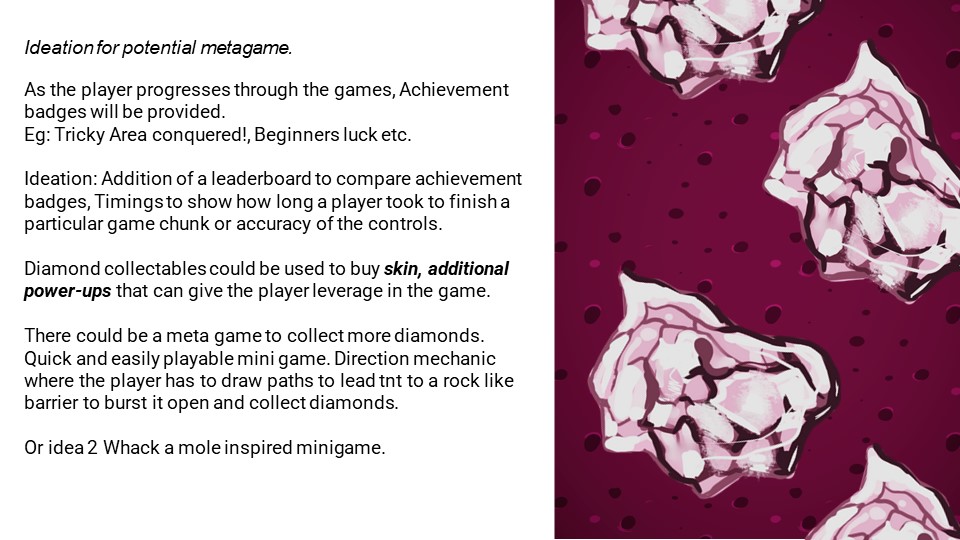 Ideation for potential metagame.
As the player progresses through the games, Achievement
badges will be provided.
Eg: Tricky Area conquered!, Beginners luck etc.
Ideation: Addition of a leaderboard to compare achievement
badges, Timings to show how long a player took to finish a
particular game chunk or accuracy of the controls.
Diamond collectables could be used to buy skin, additional
power-ups that can give the player leverage in the game.
There could be a meta game to collect more diamonds.
Quick and easily playable mini game. Direction mechanic
where the player has to draw paths to lead tnt to a rock like
barrier to burst it open and collect diamonds.
Or idea 2 Whack a mole inspired minigame.